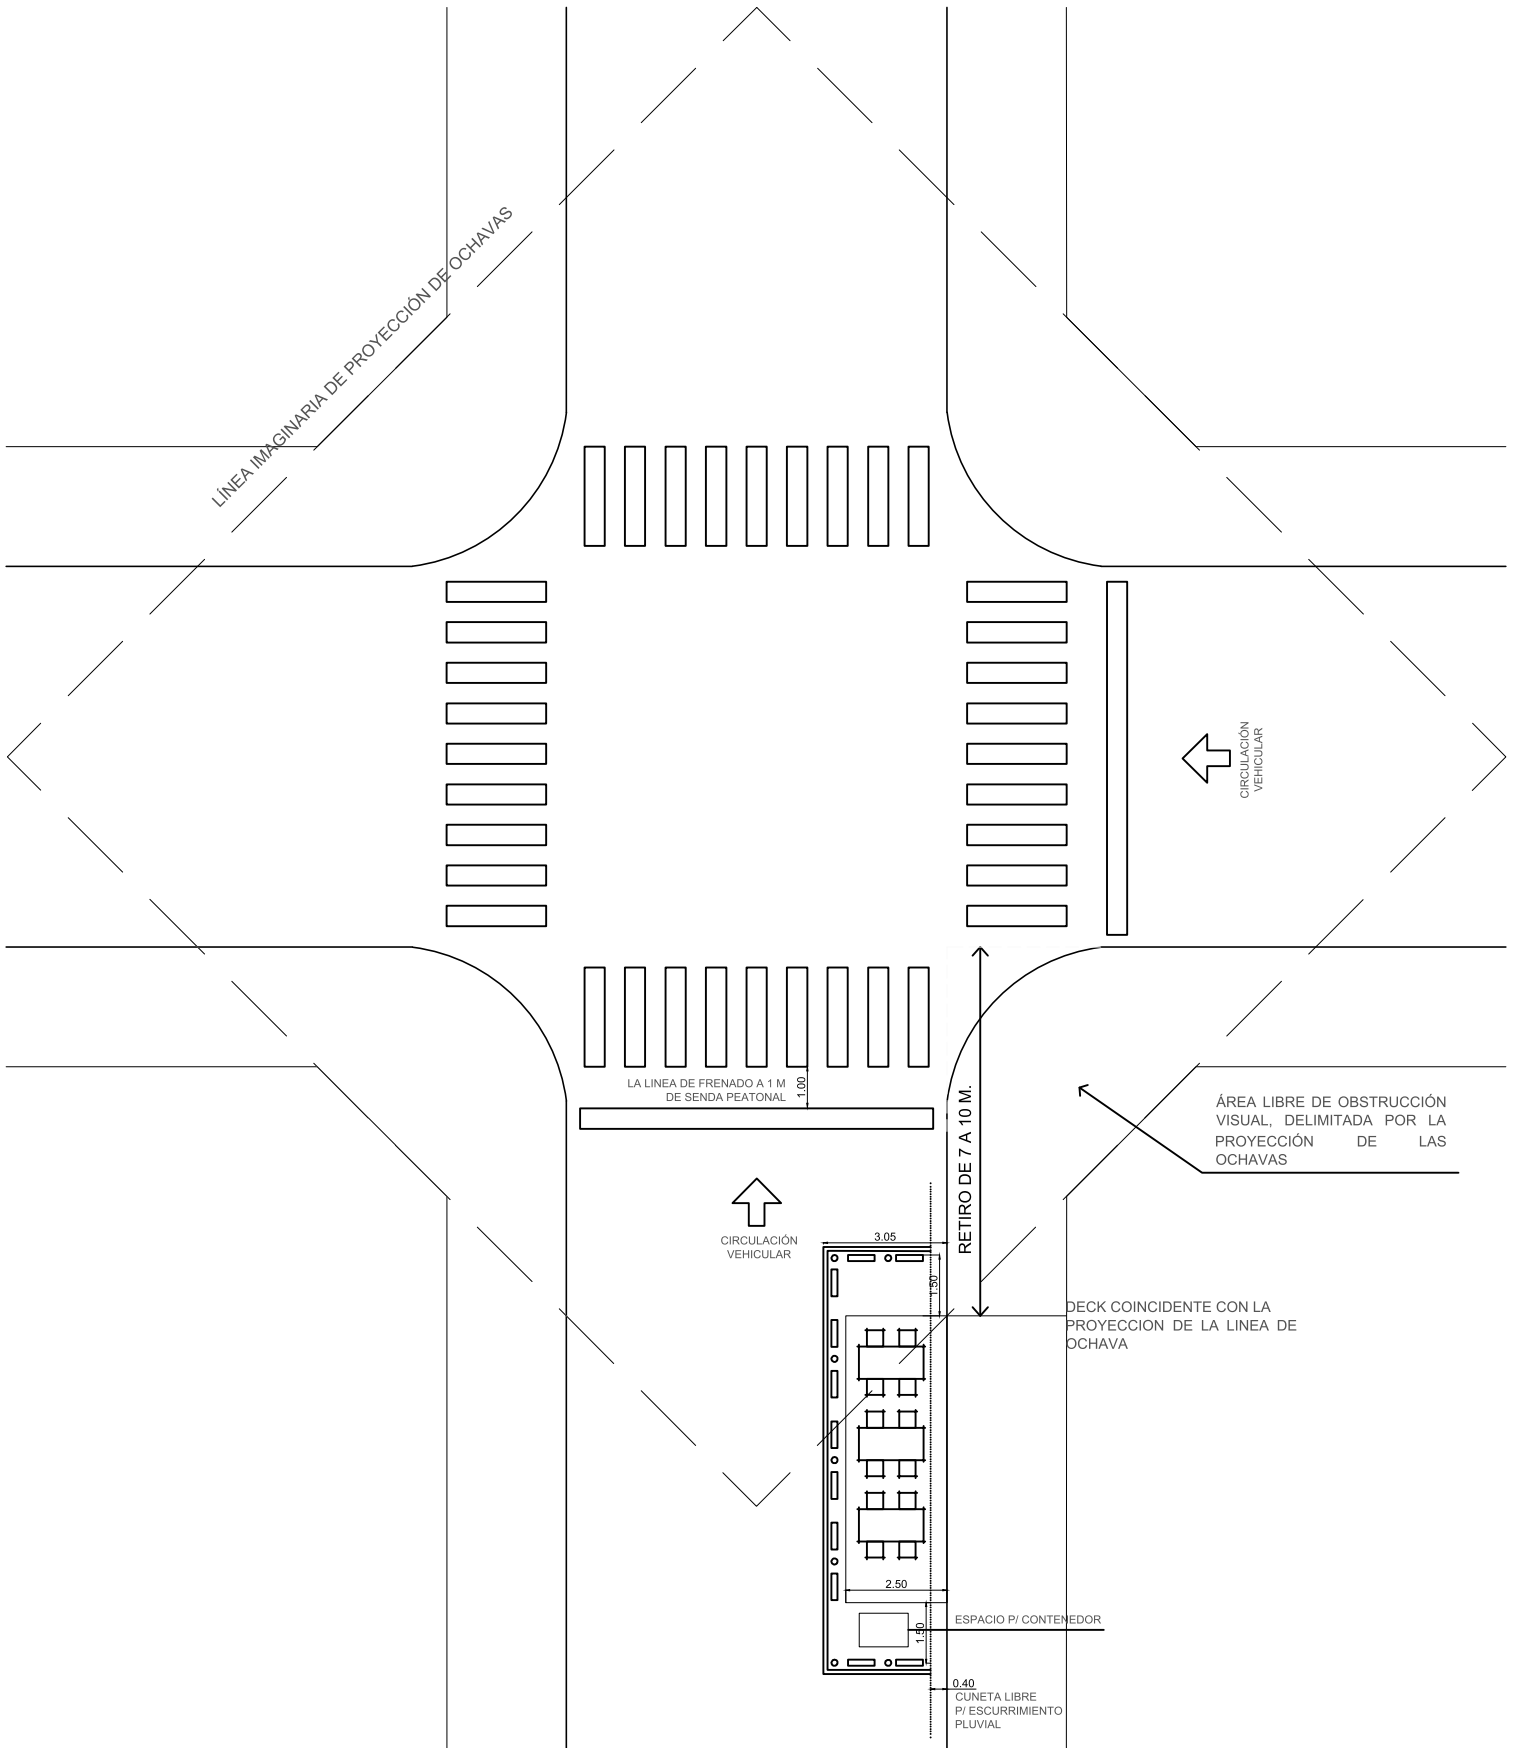 LÍNEA IMAGINARIA DE PROYECCIÓN DE OCHAVAS
CIRCULACIÓN
VEHICULAR
LA LINEA DE FRENADO A 1 M
DE SENDA PEATONAL
1.00
RETIRO DE 7 A 10 M.
ÁREA LIBRE DE OBSTRUCCIÓN
VISUAL, DELIMITADA POR LA
PROYECCIÓN DE LAS
OCHAVAS
CIRCULACIÓN
VEHICULAR
3.05
1.50
DECK COINCIDENTE CON LA
PROYECCION DE LA LINEA DE
OCHAVA
2.50
1.50
ESPACIO P/ CONTENEDOR
0.40
CUNETA LIBRE
P/ ESCURRIMIENTO
PLUVIAL